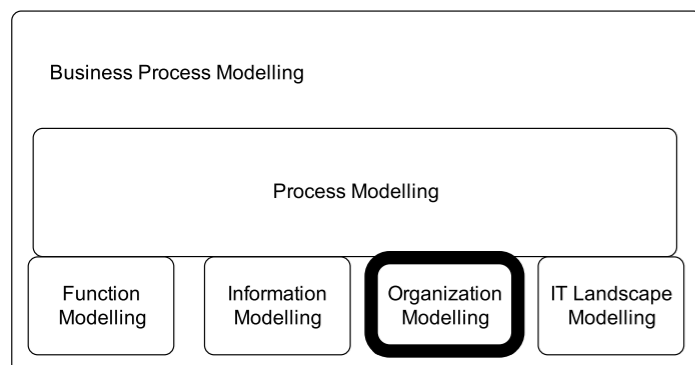 Business Process Modelling
Process Modelling
Function
Modelling
Information
Modelling
Organization
Modelling
IT Landscape
Modelling